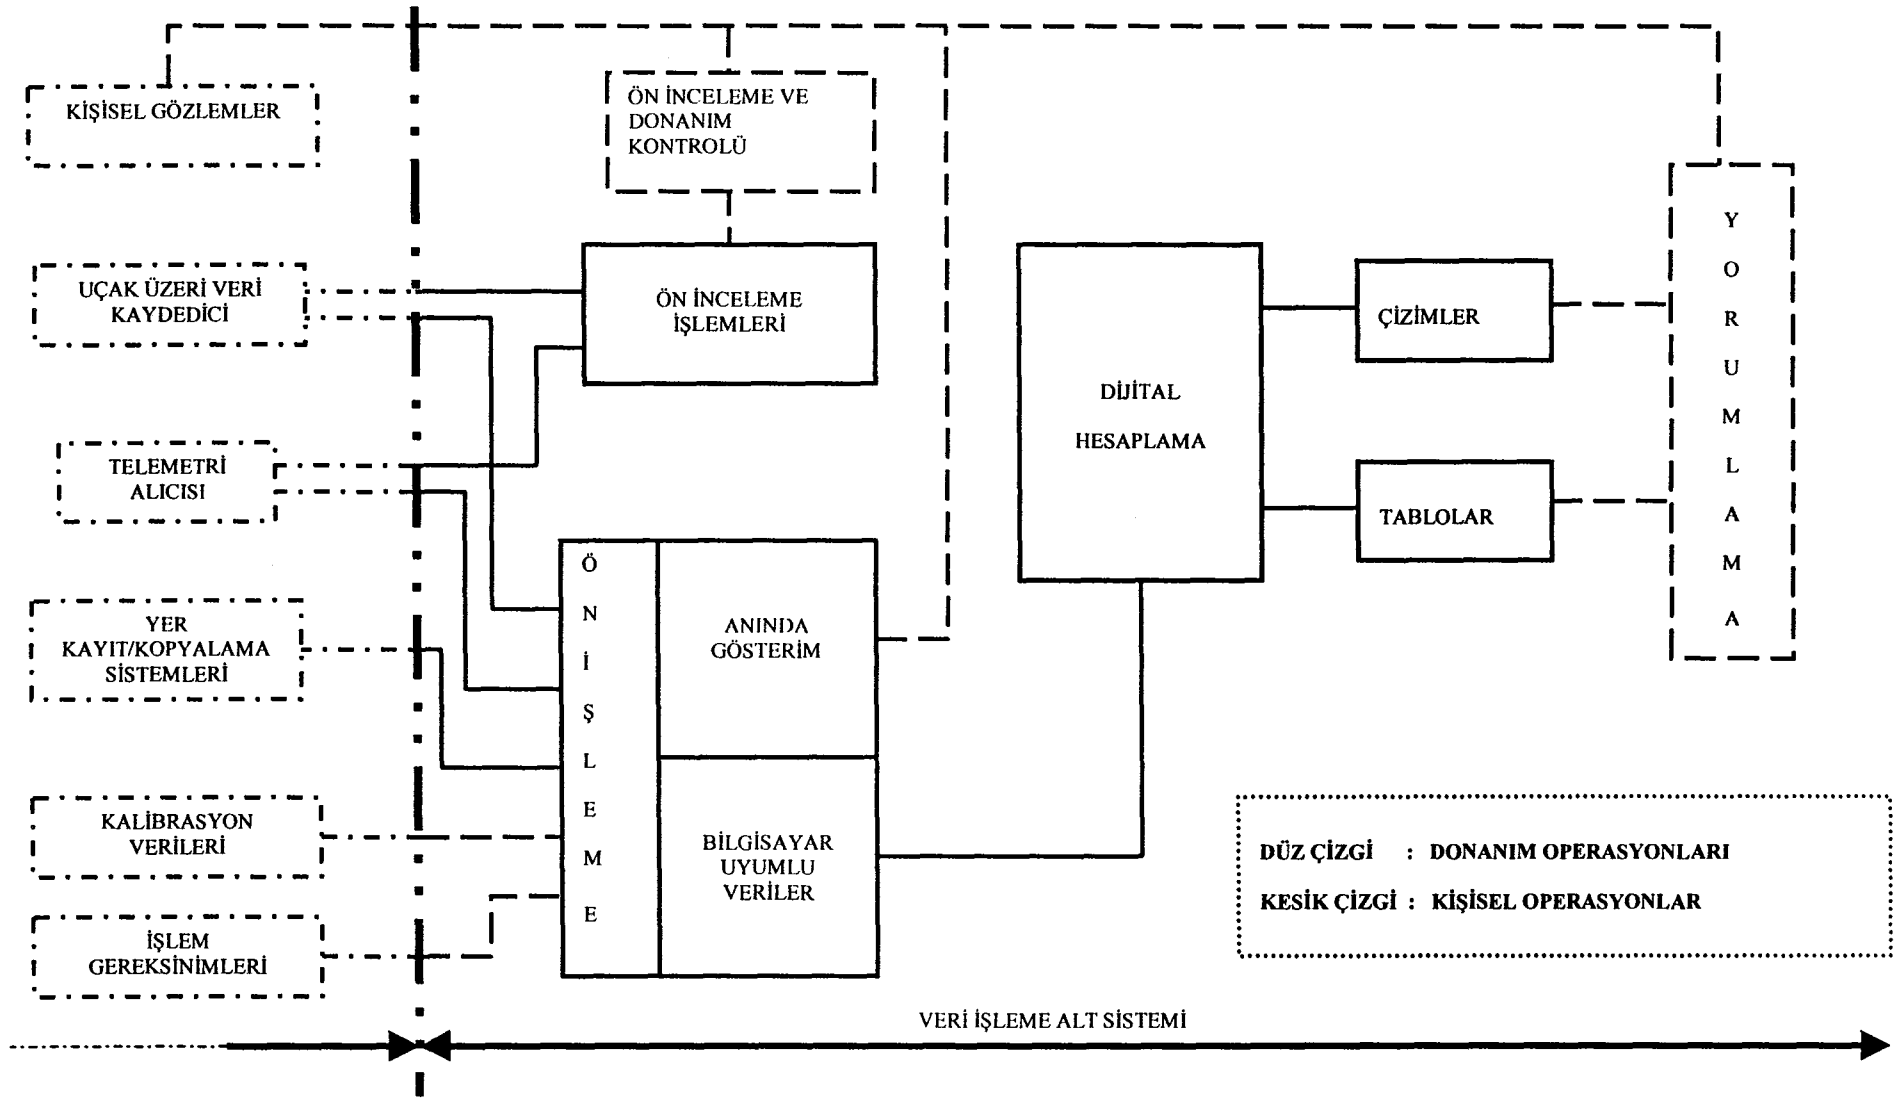 KİŞİSEL GÖZLEMLER
ÖN İNCELEME VE
DONANIM
KONTROLÜ
UÇAK ÜZERİ VERİ
KAYDEDİCİ
ÖN İNCELEME
İŞLEMLERİ
TELEMETRİ
ALICISI
YER
KAYIT/KOPYALAMA
SİSTEMLERİ
KALİBRASYON
VERİLERİ
İŞLEM
GEREKSİNİMLERİ
Ö
N
İ
Ş
L
E
M
E
ANINDA
GÖSTERİM
BİLGİSAYAR
UYUMLU
VERİLER
DİJİTAL
HESAPLAMA
ÇİZİMLER
TABLOLAR
Y
O
R
U
M
L
A
M
A
DÜZ ÇİZGİ : DONANIM OPERASYONLARI
KESİK ÇİZGİ : KİŞİSEL OPERASYONLAR
VERİ İŞLEME ALT SİSTEMİ